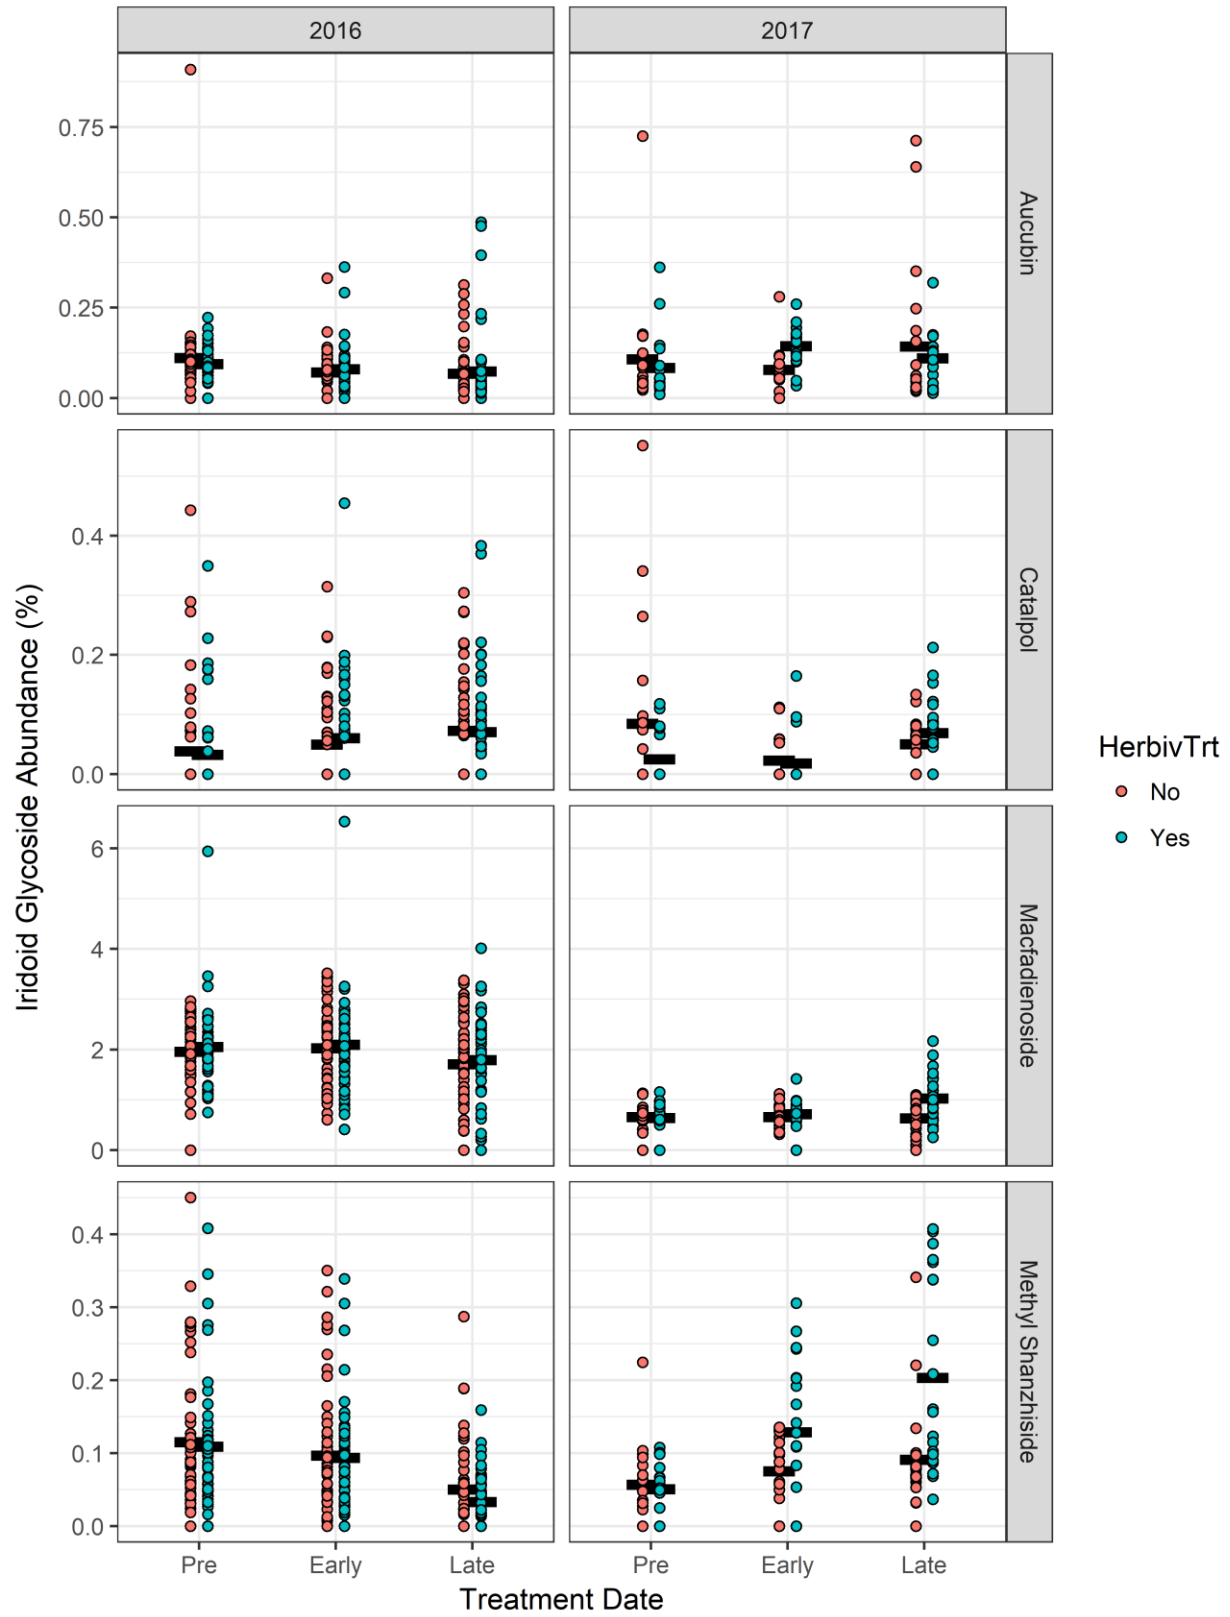 2016
2017
Iridoid Glycoside Abundance (%)
0.75
0.50
0.25
0.00
Aucubin
0.4
0.2
0.0
Catalpol
6
4
2
0
Macfadienoside
0.4
0.3
0.2
0.1
0.0
Methyl Shanzhiside
Pre
Early
Late
Pre
Early
Late
Treatment Date
HerbivTrt
No
Yes